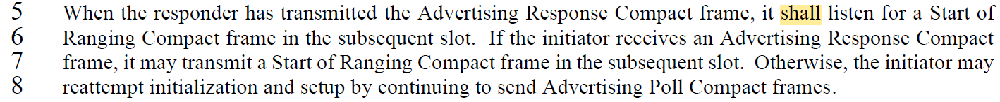 5 When the responder has transmitted the Advertising Response Compact frame, it shall listen for a Start of
6 Ranging Compact frame in the subsequent slot. If the initiator receives an Advertising Response Compact
7 frame, it may transmit a Start of Ranging Compact frame in the subsequent slot. Otherwise, the initiator may
8 reattempt initialization and setup by continuing to send Advertising Poll Compact frames.